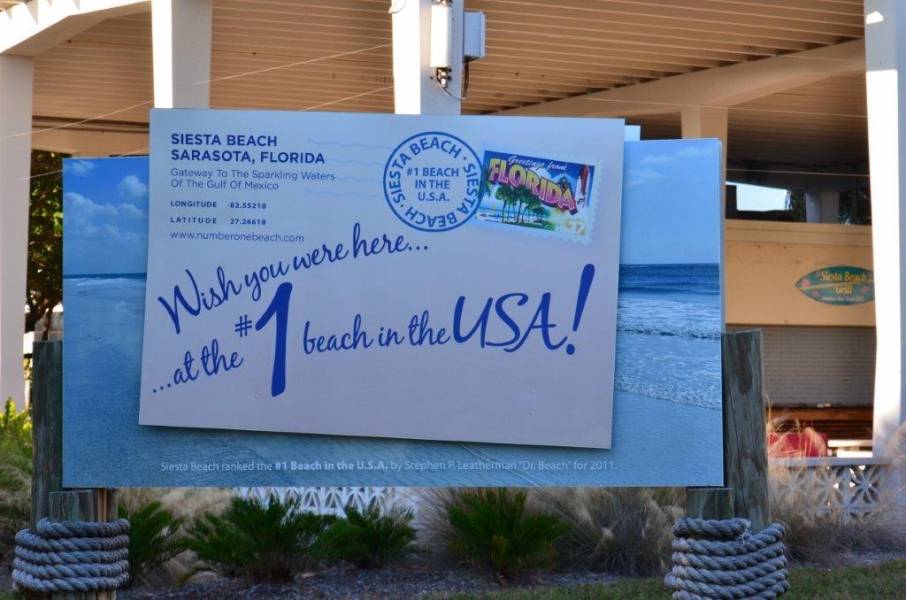 SIESTA BEACH
SARASOTA, FLORIDA
Gateway To The Sparkling Waters
Of The Gulf Of Mexico
LONGITUDE -82.55218
LATITUDE 27.26618
www.numberonebeach.com
SIESTA BEACH
#1 BEACH
IN THE
U.S.A.
SIESTA BEACH
Greetings from
FLORIDA
37
Wish you were here...
...at the #1 beach in the USA!
Siesta Beach ranked the #1 Beach in the U.S.A. by Stephen P. Leatherman "Dr. Beach" for 2011.
Siesta Beach
Grill